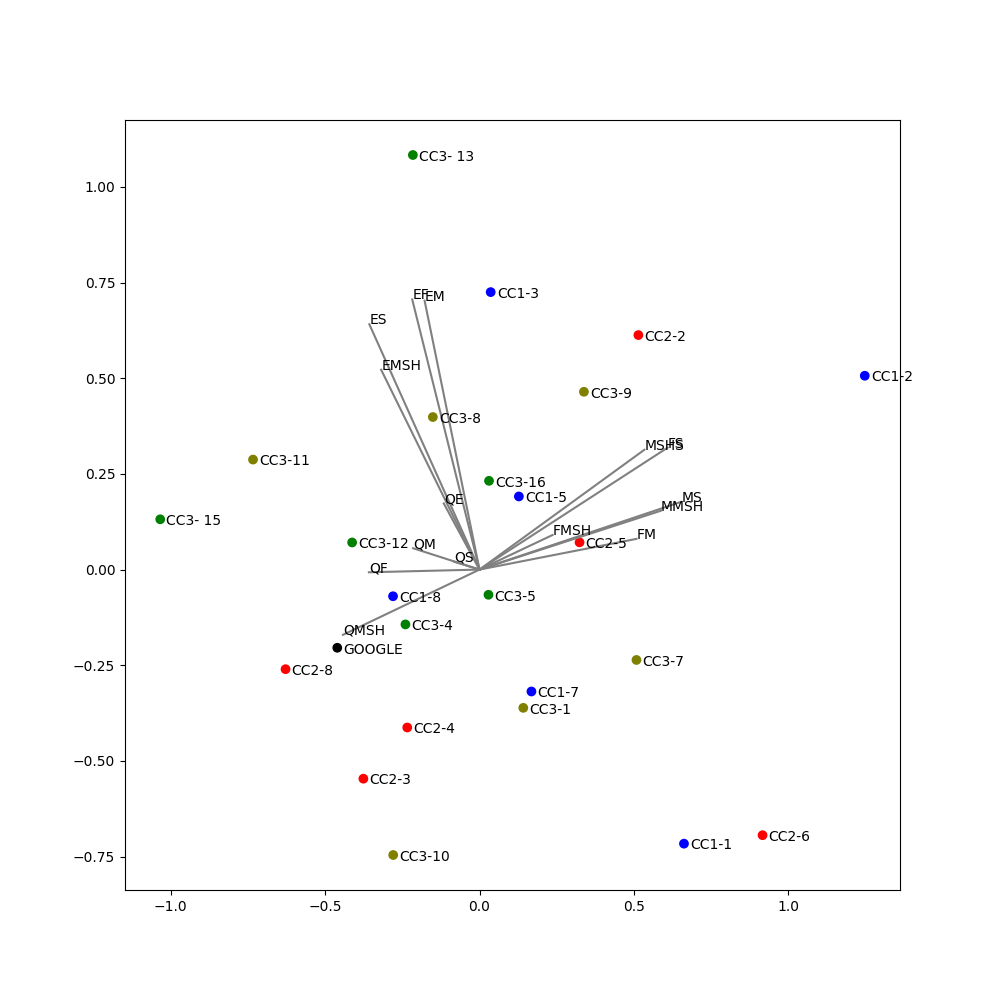 CC3- 13
1.00
0.75
EF
EM
CC1-3
ES
CC2-2
EMSH
CC1-2
0.50
CC3-9
CC3-8
MSHS
FS
CC3-11
0.25
CC3-16
QE
CC1-5
MS
MMSH
CC3- 15
FMSH
FM
CC3-12
QM
CC2-5
QS
0.00
QF
CC1-8
CC3-5
CC3-4
QMSH
GOOGLE
−0.25
CC2-8
CC3-7
CC1-7
CC3-1
CC2-4
−0.50
CC2-3
CC2-6
CC1-1
−0.75
CC3-10
−1.0
−0.5
0.0
0.5
1.0